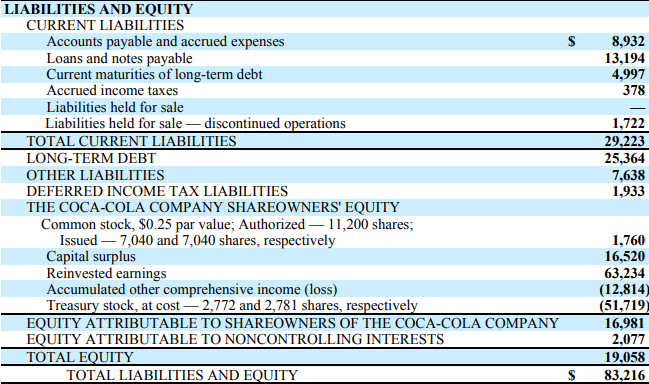 LIABILITIES AND EQUITY
CURRENT LIABILITIES
Accounts payable and accrued expenses $ 8,932
Loans and notes payable 13,194
Current maturities of long-term debt 4,997
Accrued income taxes 378
Liabilities held for sale —
Liabilities held for sale — discontinued operations 1,722
TOTAL CURRENT LIABILITIES 29,223
LONG-TERM DEBT 25,364
OTHER LIABILITIES 7,638
DEFERRED INCOME TAX LIABILITIES 1,933
THE COCA-COLA COMPANY SHAREOWNERS' EQUITY
Common stock, $0.25 par value; Authorized — 11,200 shares;
Issued — 7,040 and 7,040 shares, respectively 1,760
Capital surplus 16,520
Reinvested earnings 63,234
Accumulated other comprehensive income (loss) (12,814)
Treasury stock, at cost — 2,772 and 2,781 shares, respectively (51,719)
EQUITY ATTRIBUTABLE TO SHAREOWNERS OF THE COCA-COLA COMPANY 16,981
EQUITY ATTRIBUTABLE TO NONCONTROLLING INTERESTS 2,077
TOTAL EQUITY 19,058
TOTAL LIABILITIES AND EQUITY $ 83,216